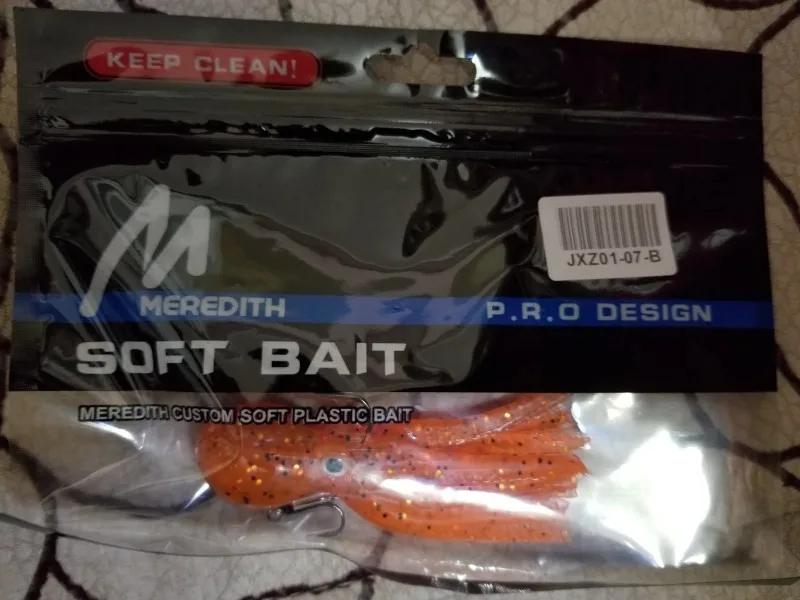 KEEP CLEAN!
M
JXZ01-07-B
MEREDITH
P.R.O DESIGN
SOFT BAIT
MEREDITH CUSTOM SOFT PLASTIC BAIT